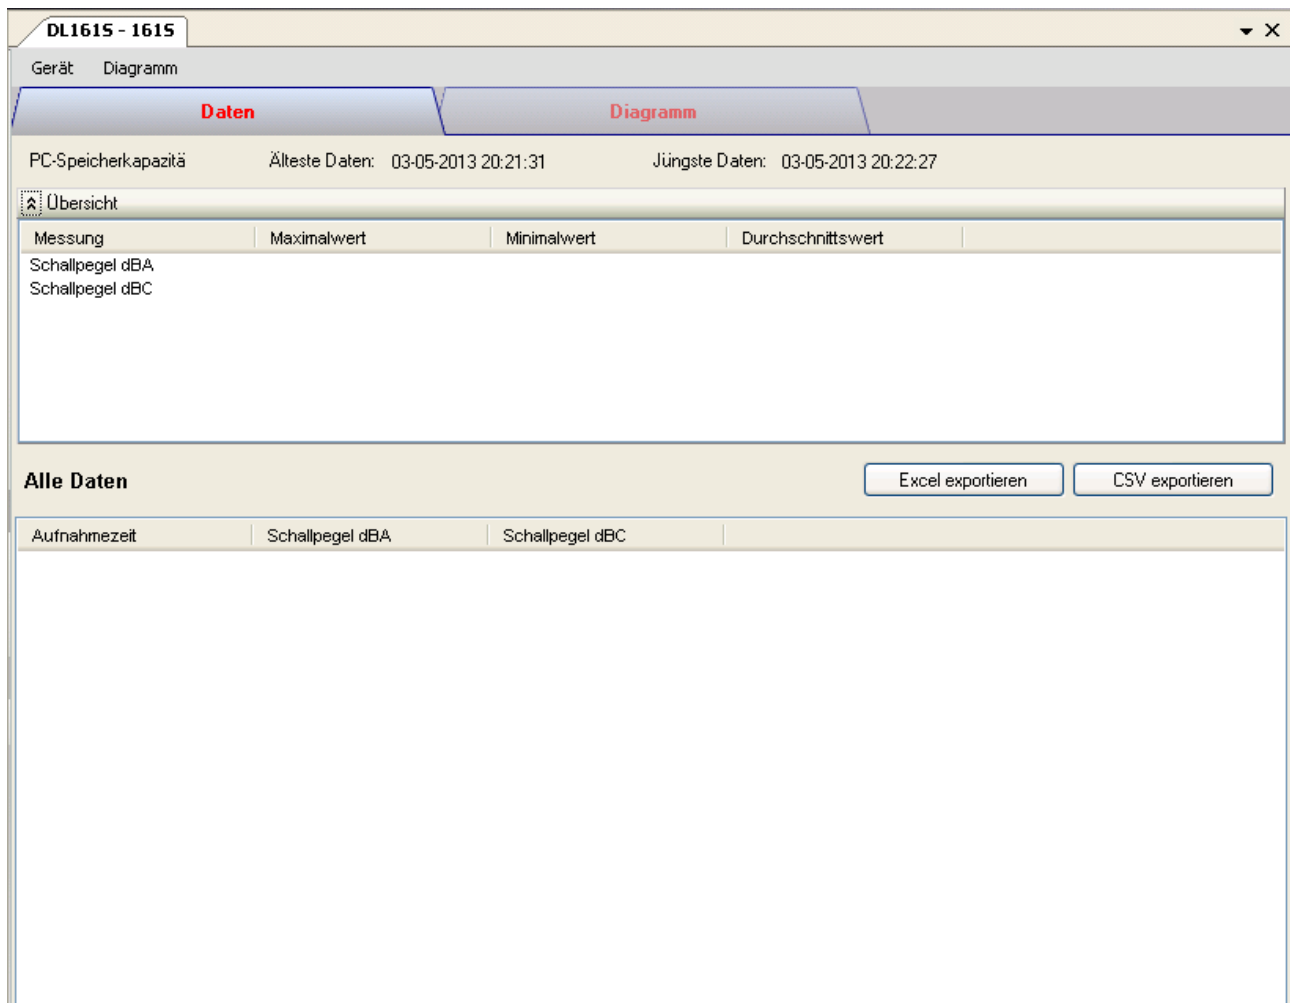 DL161S - 161S
Gerät Diagramm
Daten Diagramm
PC-Speicherkapazitä Älteste Daten: 03-05-2013 20:21:31 Jüngste Daten: 03-05-2013 20:22:27
Übersicht
Messung Maximalwert Minimalwert Durchschnittswert
Schallpegel dBA
Schallpegel dBC
Alle Daten Excel exportieren CSV exportieren
Aufnahmezeit Schallpegel dBA Schallpegel dBC